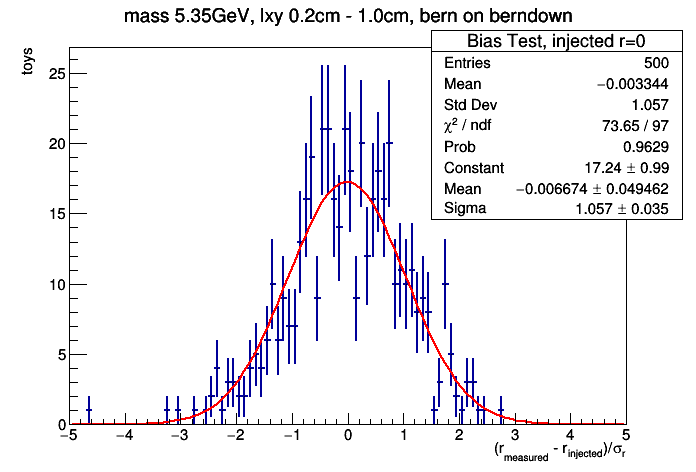 mass 5.35GeV, lxy 0.2cm - 1.0cm, bern on berndown
Bias Test, injected r=0
Entries 500
Mean −0.003344
Std Dev 1.057
χ² / ndf 73.65 / 97
Prob 0.9629
Constant 17.24 ± 0.99
Mean −0.006674 ± 0.049462
Sigma 1.057 ± 0.035
toys
25
20
15
10
5
0
−5 −4 −3 −2 −1 0 1 2 3 4 5
(r_measured - r_injected)/σ_r